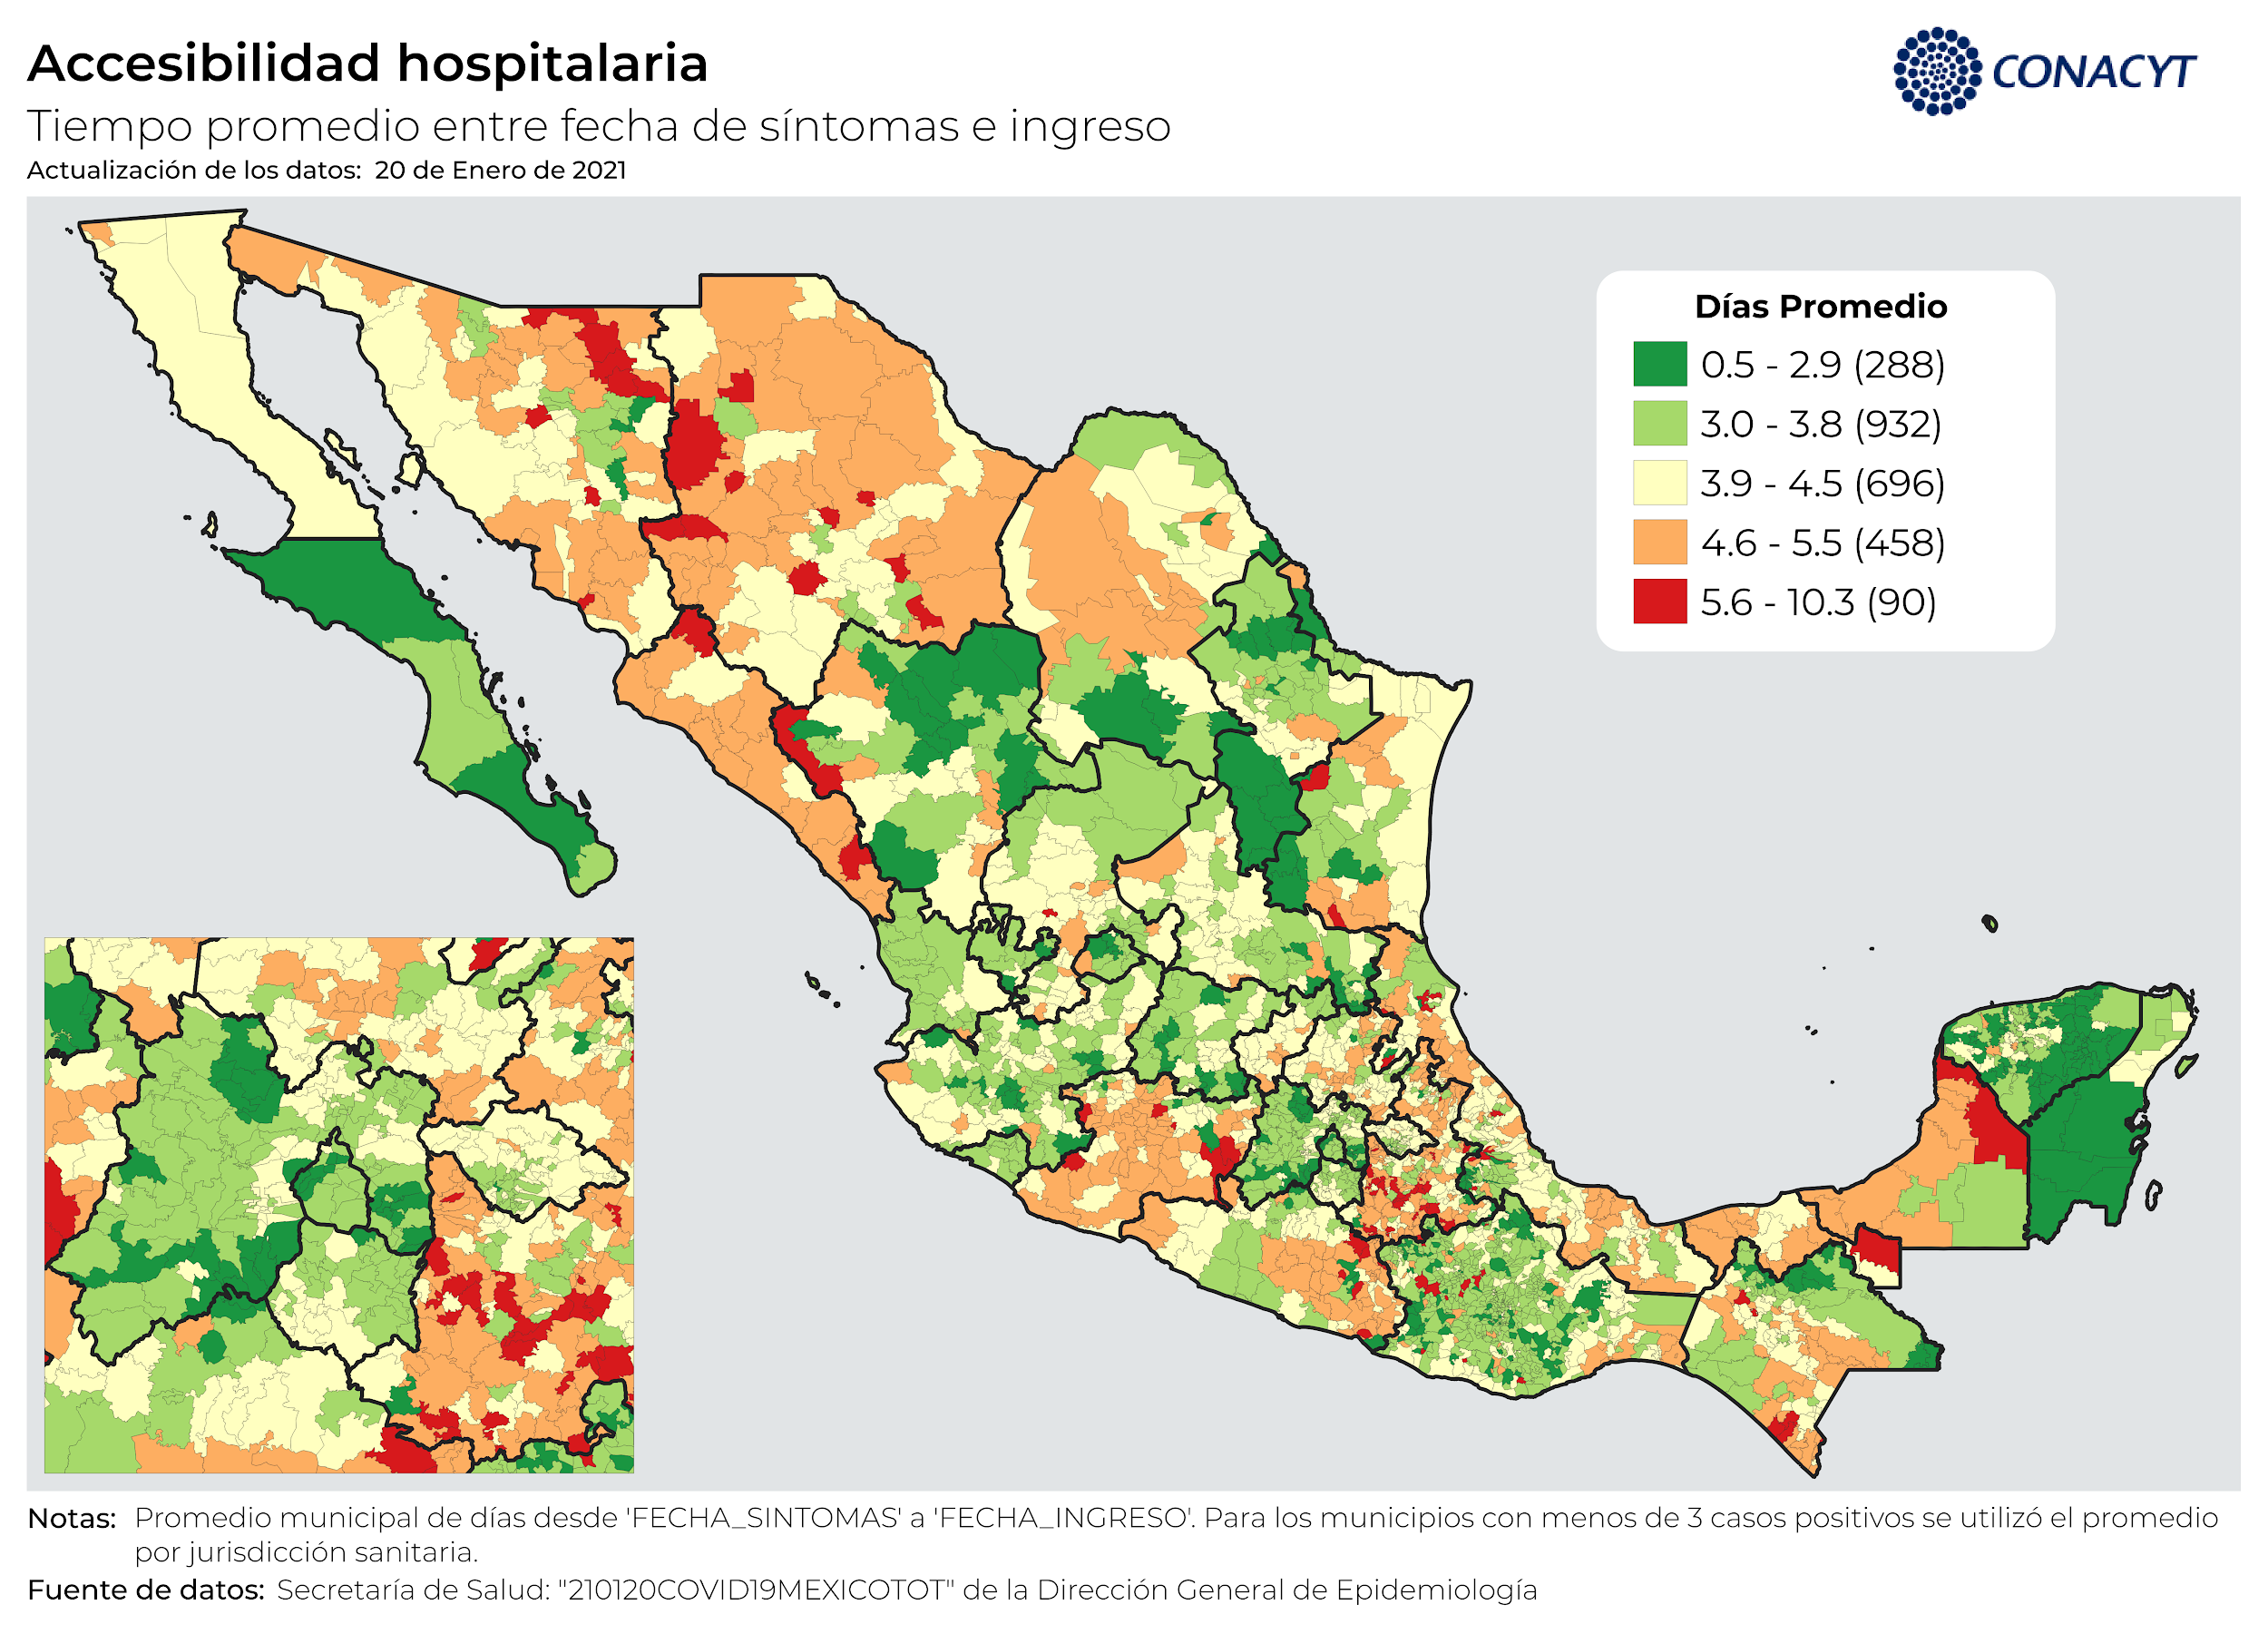 Accesibilidad hospitalaria
CONACYT
Tiempo promedio entre fecha de síntomas e ingreso
Actualización de los datos: 20 de Enero de 2021
Días Promedio
0.5 - 2.9 (288)
3.0 - 3.8 (932)
3.9 - 4.5 (696)
4.6 - 5.5 (458)
5.6 - 10.3 (90)
Notas: Promedio municipal de días desde 'FECHA_SINTOMAS' a 'FECHA_INGRESO'. Para los municipios con menos de 3 casos positivos se utilizó el promedio
por jurisdicción sanitaria.
Fuente de datos: Secretaría de Salud: "210120COVID19MEXICOTOT" de la Dirección General de Epidemiología